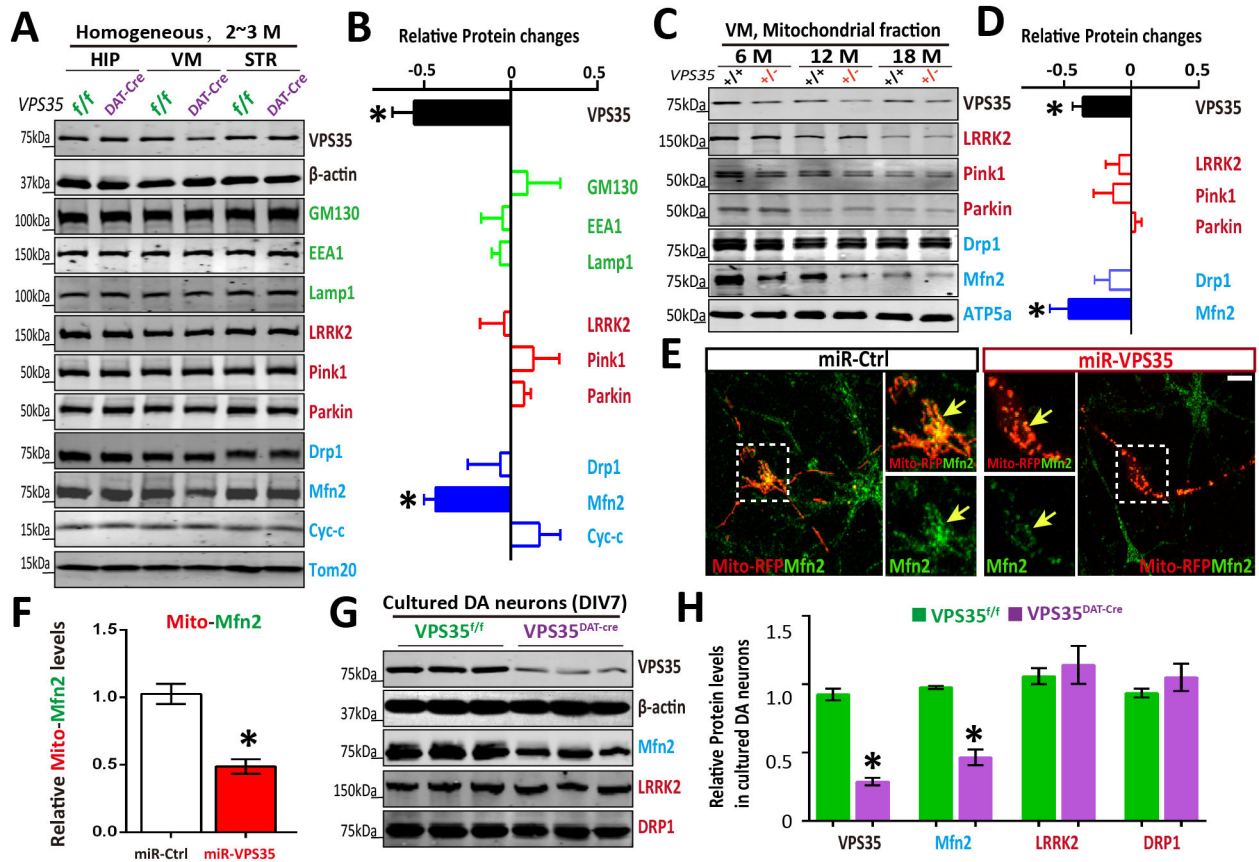 A
Homogeneous, 2~3 M
HIP VM STR
VPS35 f/f DAT-Cre f/f DAT-Cre f/f DAT-Cre
75kDa VPS35
37kDa β-actin
100kDa GM130
150kDa EEA1
100kDa Lamp1
150kDa LRRK2
50kDa Pink1
50kDa Parkin
75kDa Drp1
75kDa Mfn2
15kDa Cyc-c
15kDa Tom20
B
Relative Protein changes
-0.5 0 0.5
* VPS35
GM130
EEA1
Lamp1
LRRK2
Pink1
Parkin
Drp1
* Mfn2
Cyc-c
C
VM, Mitochondrial fraction
6 M 12 M 18 M
VPS35 +/+ +/- +/+ +/- +/+ +/-
75kDa VPS35
150kDa LRRK2
50kDa Pink1
50kDa Parkin
75kDa Drp1
75kDa Mfn2
50kDa ATP5a
D
Relative Protein changes
-0.5 0 0.5
* VPS35
LRRK2
Pink1
Parkin
Drp1
* Mfn2
E
miR-Ctrl miR-VPS35
Mito-RFPMfn2 Mito-RFPMfn2
Mito-RFPMfn2 Mfn2 Mfn2 Mito-RFPMfn2
F
Mito-Mfn2
Relative Mito-Mfn2 levels
1.5
1.0
0.5
0.0
*
miR-Ctrl miR-VPS35
G
Cultured DA neurons (DIV7)
VPS35f/f VPS35DAT-cre
75kDa VPS35
37kDa β-actin
75kDa Mfn2
150kDa LRRK2
75kDa DRP1
H
VPS35f/f VPS35DAT-Cre
Relative Protein levels
in cultured DA neurons
1.5
1.0
0.5
0
* *
VPS35 Mfn2 LRRK2 DRP1